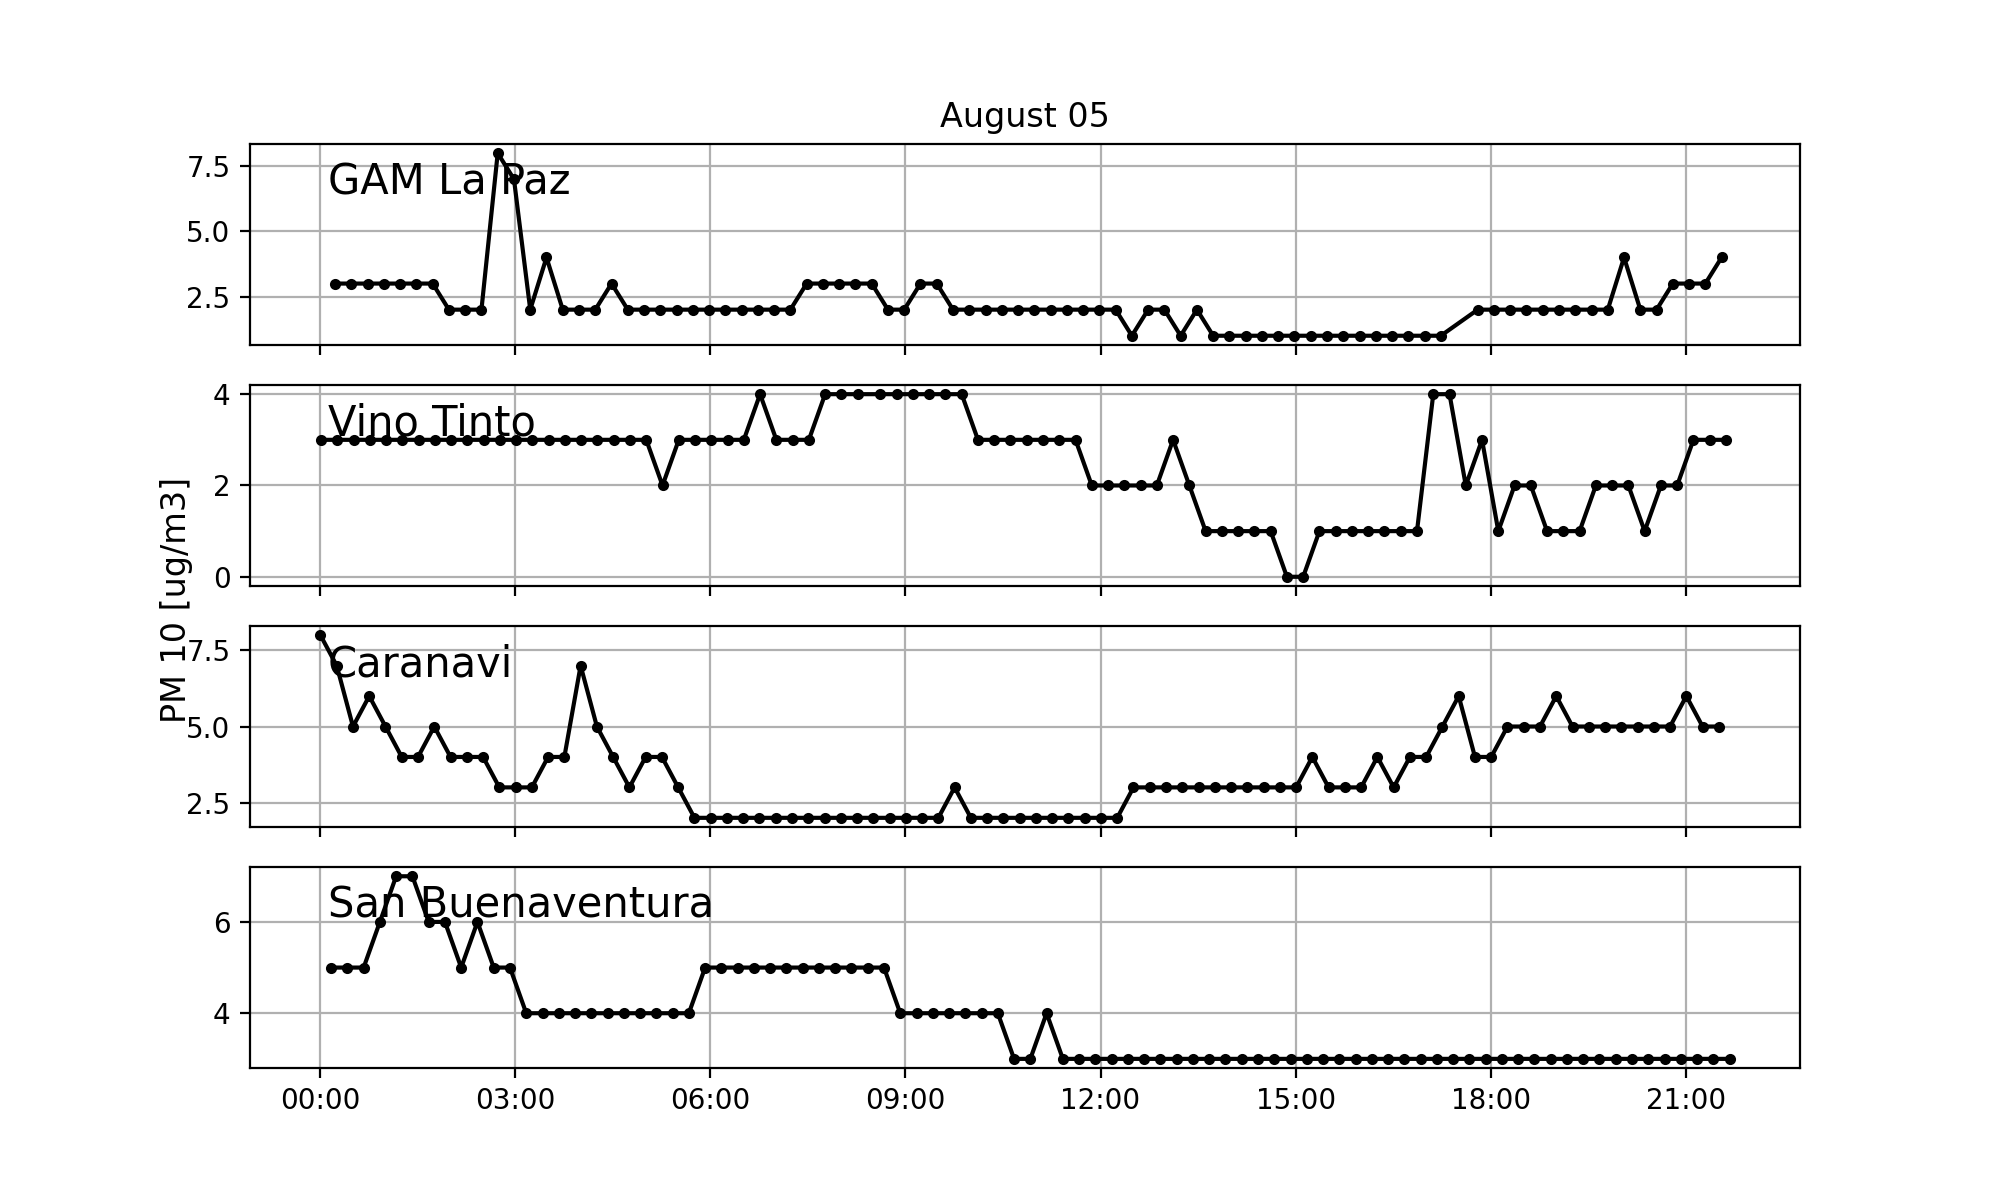 August 05
PM 10 [ug/m3]
7.5
5.0
2.5
GAM La Paz
4
2
0
Vino Tinto
7.5
5.0
2.5
Caranavi
6
4
San Buenaventura
00:00 03:00 06:00 09:00 12:00 15:00 18:00 21:00